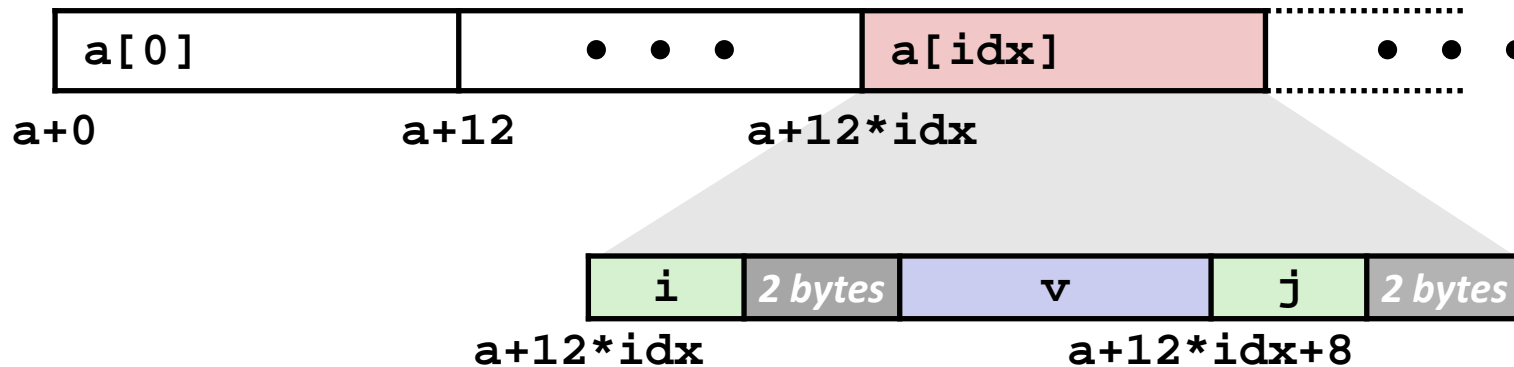 a[0] • • • a[idx] • • •
a+0 a+12 a+12*idx
i 2 bytes v j 2 bytes
a+12*idx a+12*idx+8